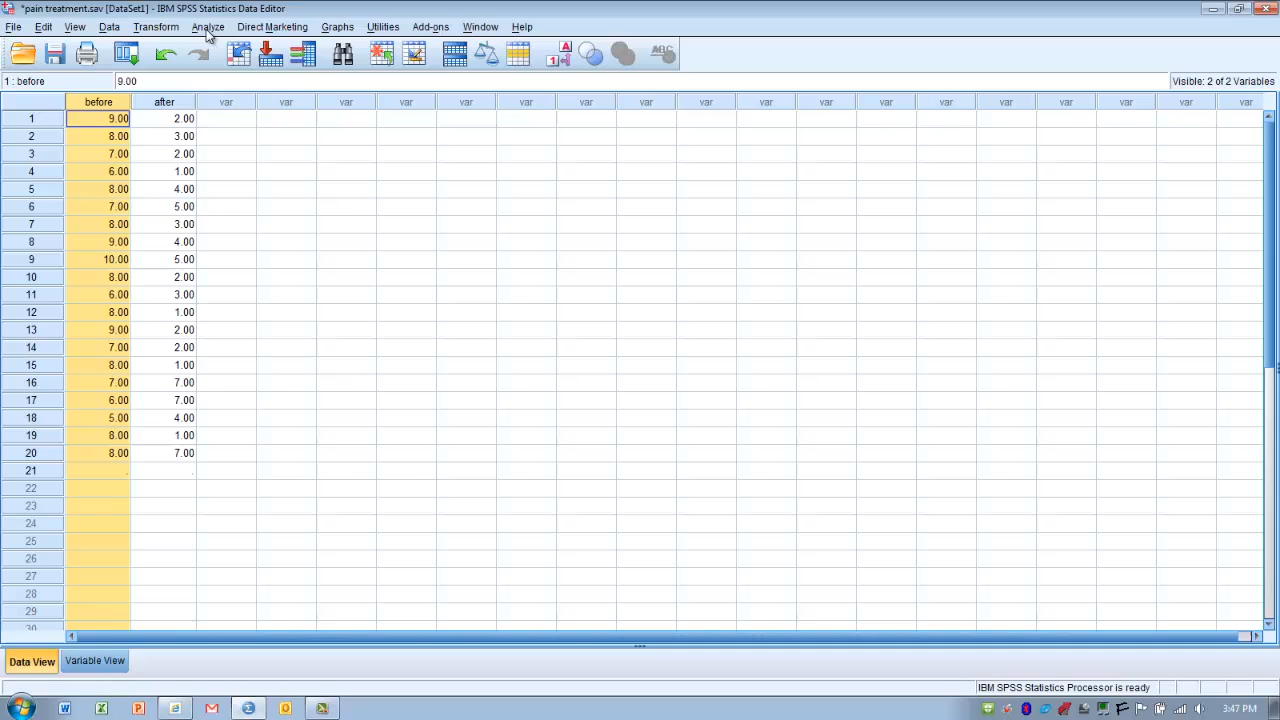 *pain treatment.sav [DataSet1] - IBM SPSS Statistics Data Editor
File Edit View Data Transform Analyze Direct Marketing Graphs Utilities Add-ons Window Help
1 : before 9.00 Visible: 2 of 2 Variables
before after var var var var var var var var var var var var var var var var var var
1 9.00 2.00
2 8.00 3.00
3 7.00 2.00
4 6.00 1.00
5 8.00 4.00
6 7.00 5.00
7 8.00 3.00
8 9.00 4.00
9 10.00 5.00
10 8.00 2.00
11 6.00 3.00
12 8.00 1.00
13 9.00 2.00
14 7.00 2.00
15 8.00 1.00
16 7.00 7.00
17 6.00 7.00
18 5.00 4.00
19 8.00 1.00
20 8.00 7.00
21 . .
22
23
24
25
26
27
28
29
30
Data View Variable View
IBM SPSS Statistics Processor is ready
3:47 PM